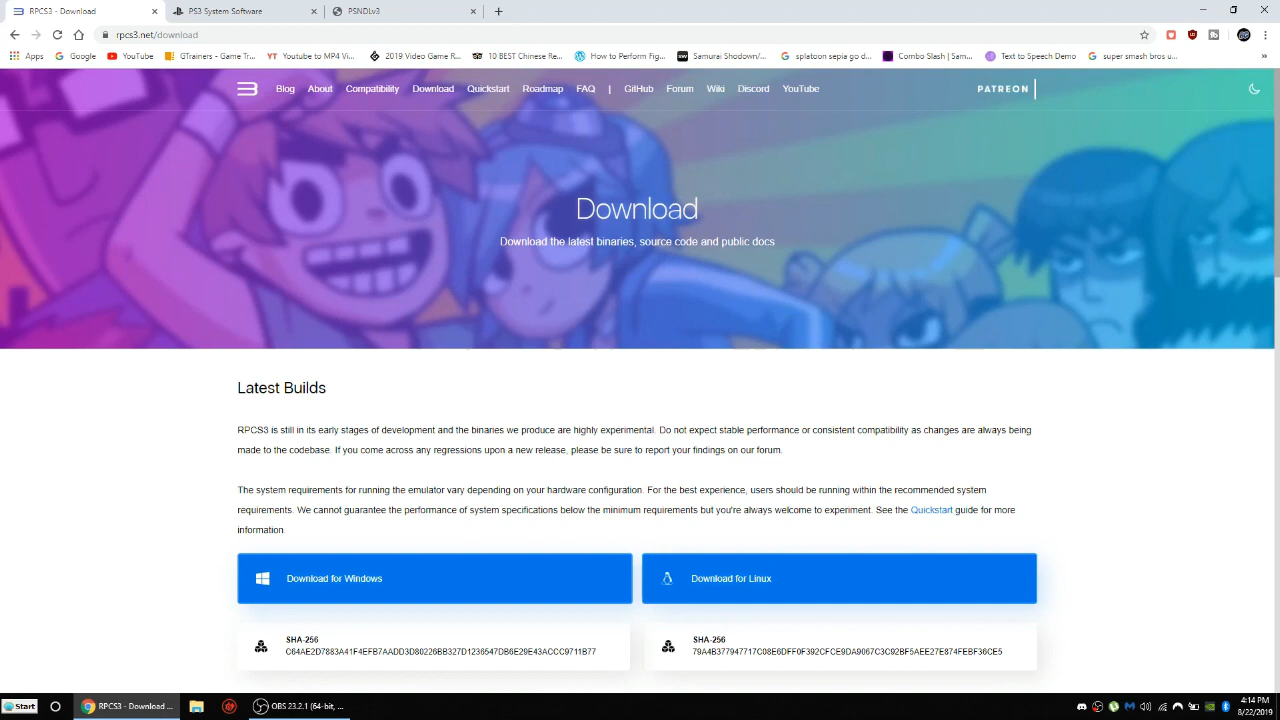 RPCS3 - Download
PS3 System Software
PSNDLv3
rpcs3.net/download
Apps
Google
YouTube
GTrainers - Game Tr...
Youtube to MP4 Vi...
2019 Video Game R...
10 BEST Chinese Re...
How to Perform Fig...
Samurai Shodown/...
splatoon sepia go d...
Combo Slash | Sam...
Text to Speech Demo
super smash bros u...
Blog About Compatibility Download Quickstart Roadmap FAQ | GitHub Forum Wiki Discord YouTube
PATREON
Download
Download the latest binaries, source code and public docs
Latest Builds
RPCS3 is still in its early stages of development and the binaries we produce are highly experimental. Do not expect stable performance or consistent compatibility as changes are always being
made to the codebase. If you come across any regressions upon a new release, please be sure to report your findings on our forum.
The system requirements for running the emulator vary depending on your hardware configuration. For the best experience, users should be running within the recommended system
requirements. We cannot guarantee the performance of system specifications below the minimum requirements but you're always welcome to experiment. See the Quickstart guide for more
information.
Download for Windows
Download for Linux
SHA-256
C64AE2D7883A41F4EFB7AADD3D80226BB327D1236547DB6E29E43ACCC9711B77
SHA-256
79A4B377947717C08E6DFF0F392CFCE9DA9067C3C92BF5AEE27E874FEBF36CE5
Start
RPCS3 - Download ...
OBS 23.2.1 (64-bit, ...
4:14 PM
8/22/2019